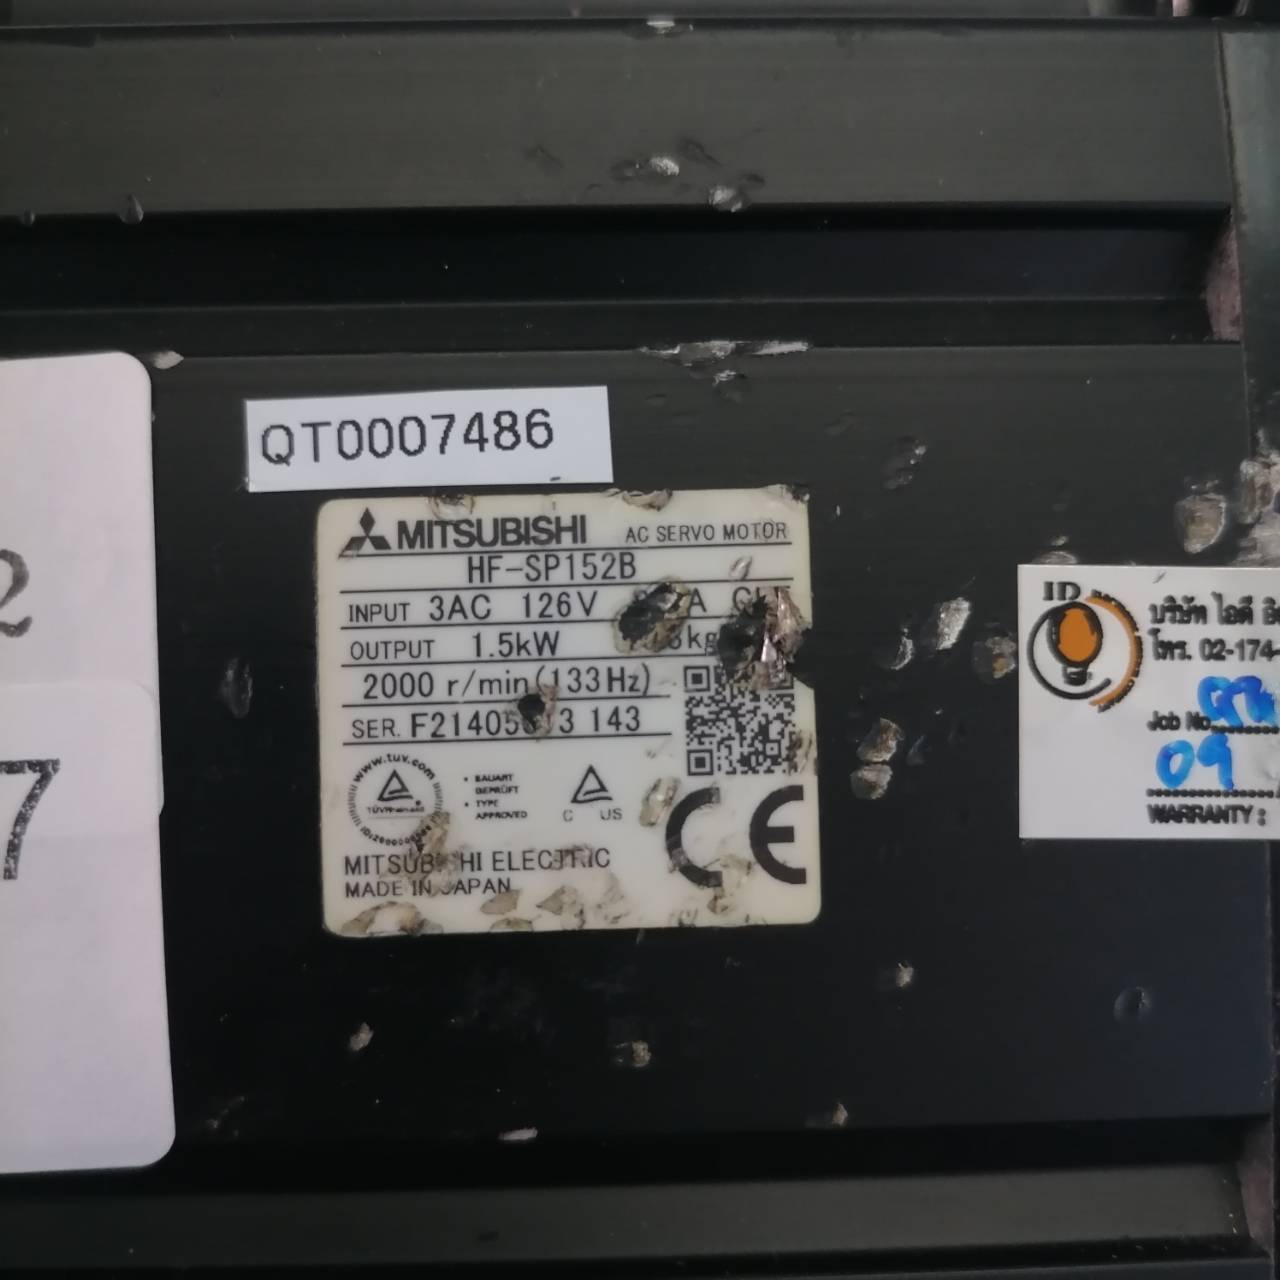 QT0007486
MITSUBISHI AC SERVO MOTOR
HF-SP152B
INPUT 3AC 126V
OUTPUT 1.5kW
2000 r/min(133Hz)
SER. 143
www.tuv.com
TÜVRheinland
• BAUART
GEPRÜFT
• TYPE
APPROVED
C US
CE
MITSUBISHI ELECTRIC
MADE IN JAPAN
2
7
ID
บริษัท ไอดี
โทร. 02-174-
Job No.
09
WARRANTY :